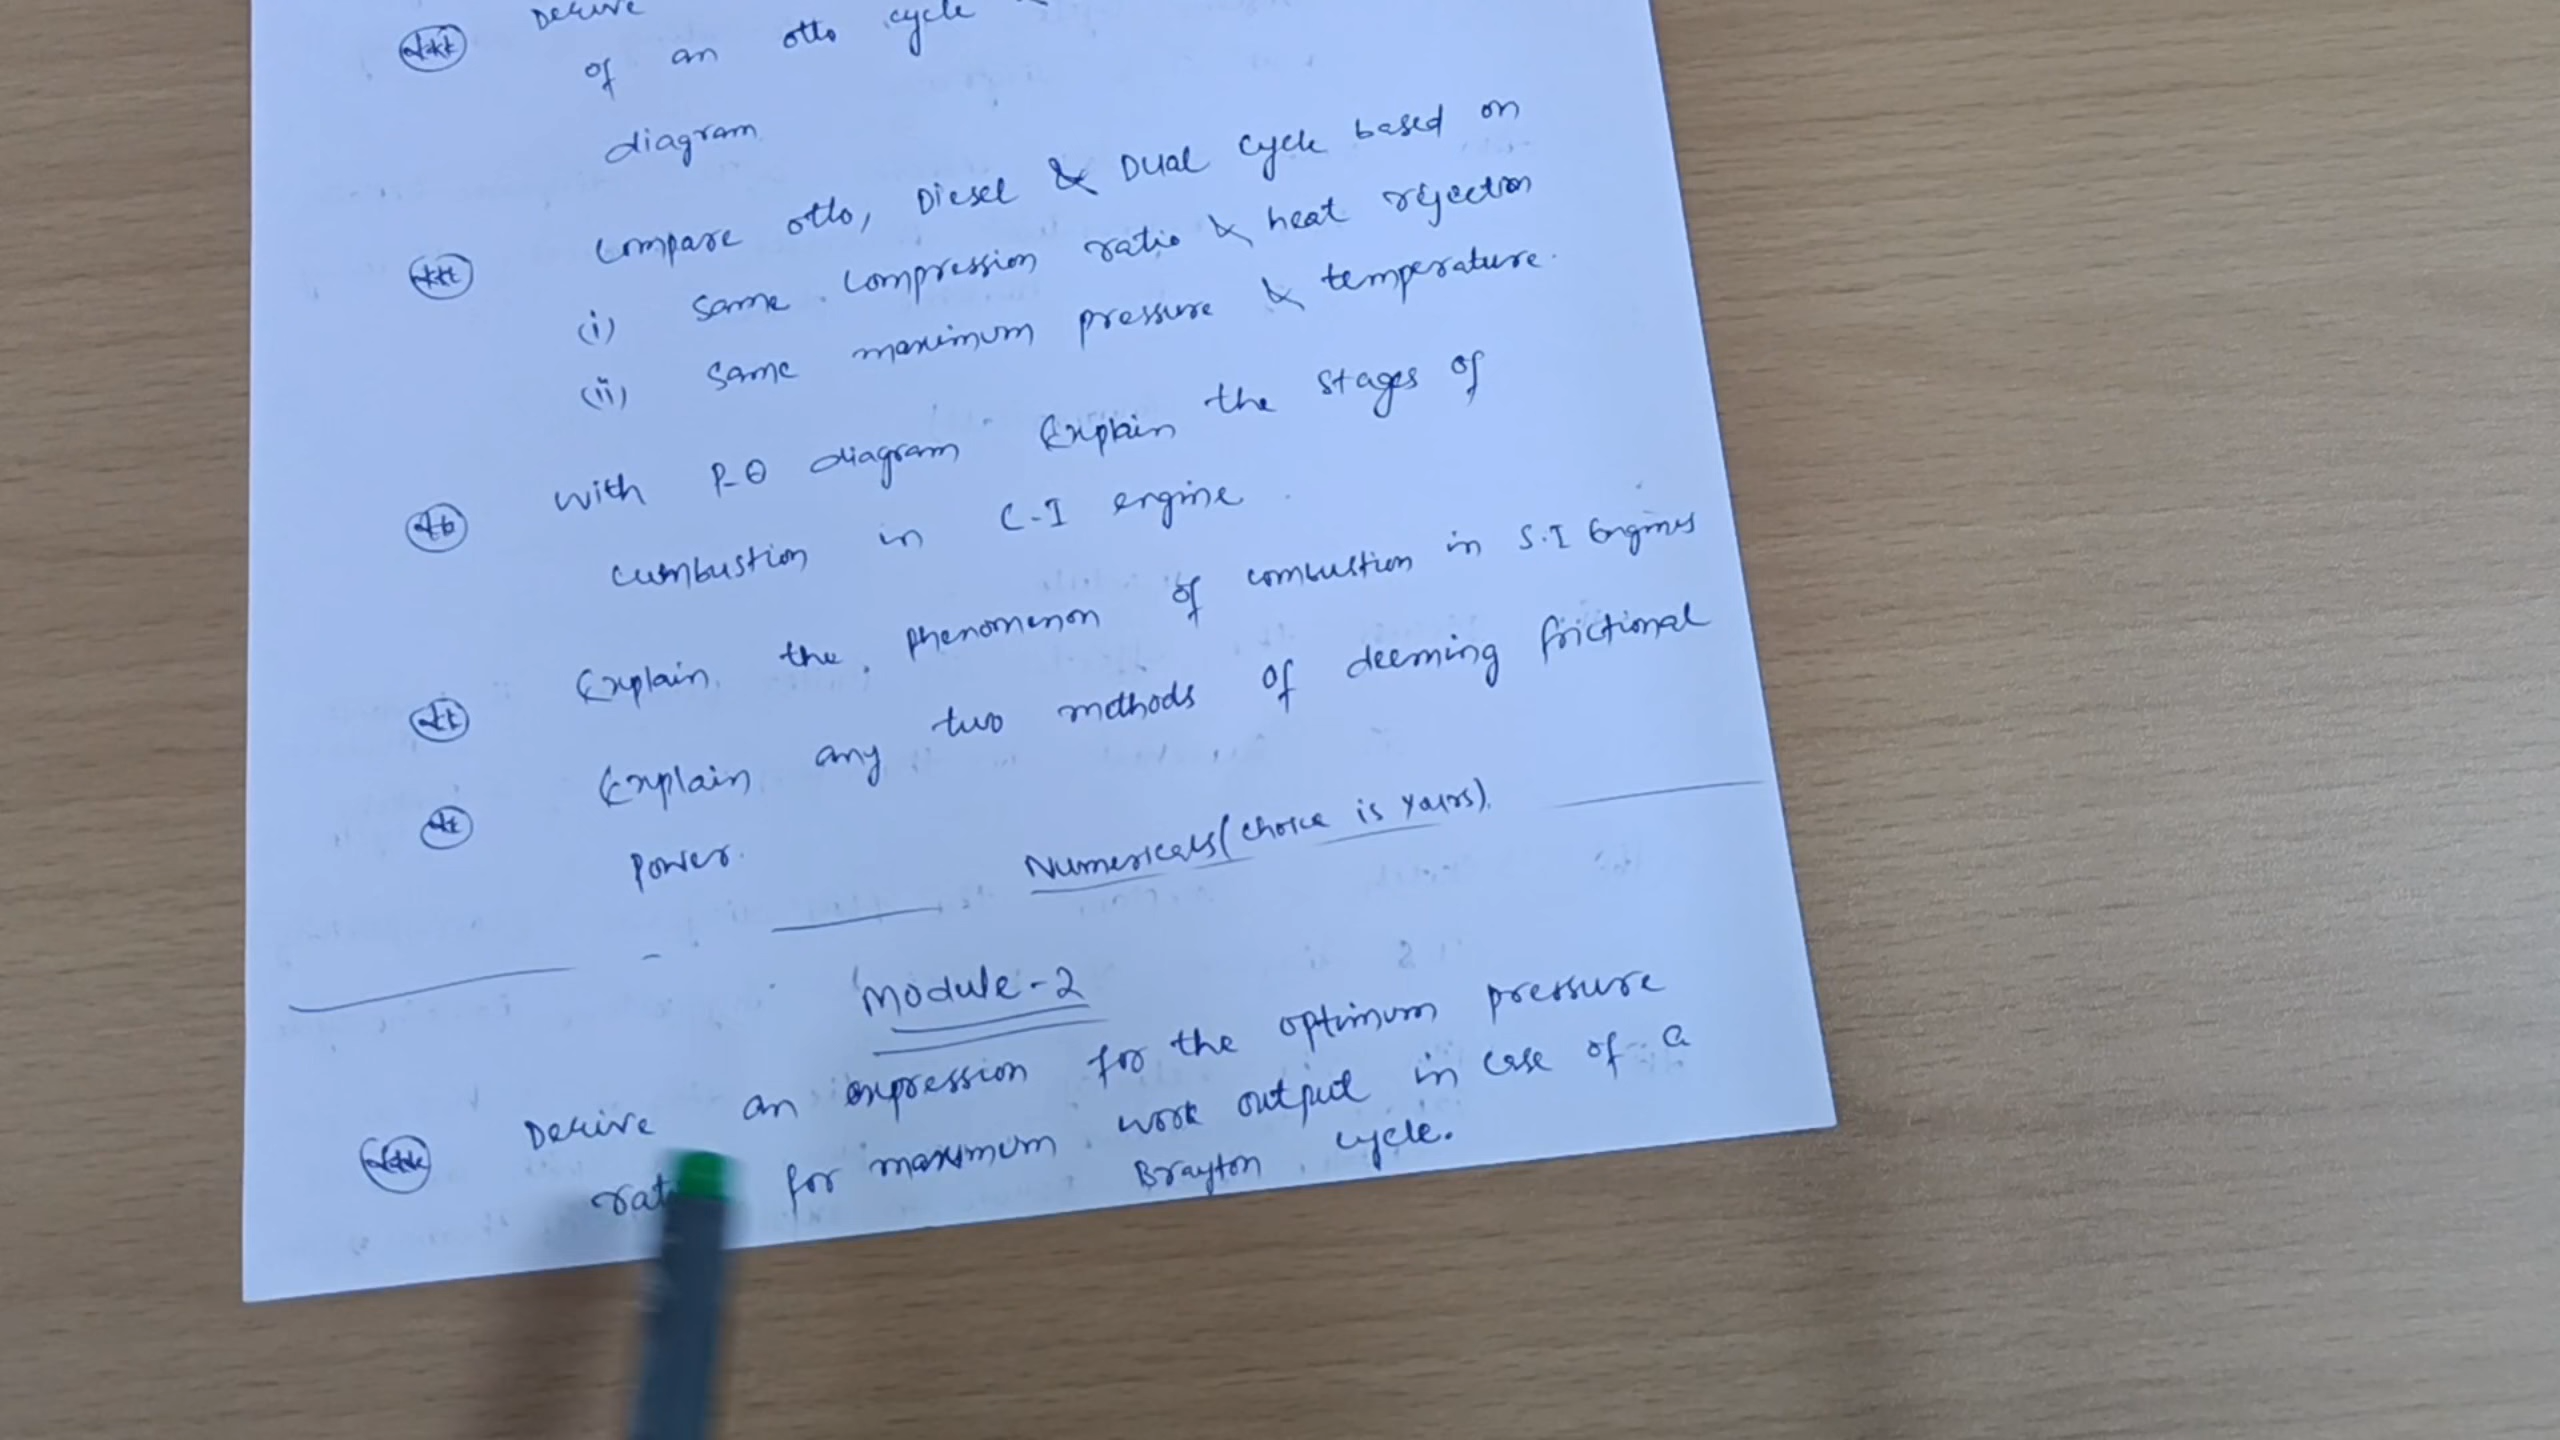 Derive
of an otto cycle
diagram
Compare otto, Diesel & Dual cycle based on
(i) same compression ratio & heat rejection
(ii) same maximum pressure & temperature.
With P-θ diagram Explain the stages of
cumbustion in C-I engine
Explain the phenomenon of combustion in S.I Engines
Explain any two methods of deeming frictional
Power.
Numericals (choice is yours).
Module-2
Derive an expression for the optimum pressure
for maximum work output in case of a
Brayton cycle.